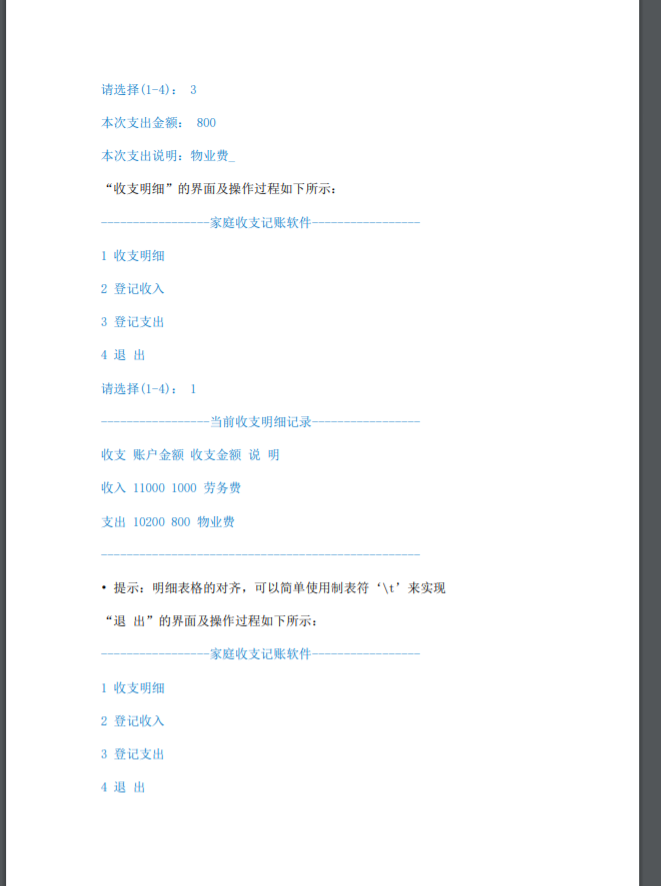 请选择(1-4)： 3
本次支出金额： 800
本次支出说明：物业费_
“收支明细”的界面及操作过程如下所示：
-----------------家庭收支记账软件-----------------
1 收支明细
2 登记收入
3 登记支出
4 退 出
请选择(1-4)： 1
-----------------当前收支明细记录-----------------
收支 账户金额 收支金额 说 明
收入 11000 1000 劳务费
支出 10200 800 物业费
--------------------------------------------------
• 提示：明细表格的对齐，可以简单使用制表符‘\t’来实现
“退 出”的界面及操作过程如下所示：
-----------------家庭收支记账软件-----------------
1 收支明细
2 登记收入
3 登记支出
4 退 出